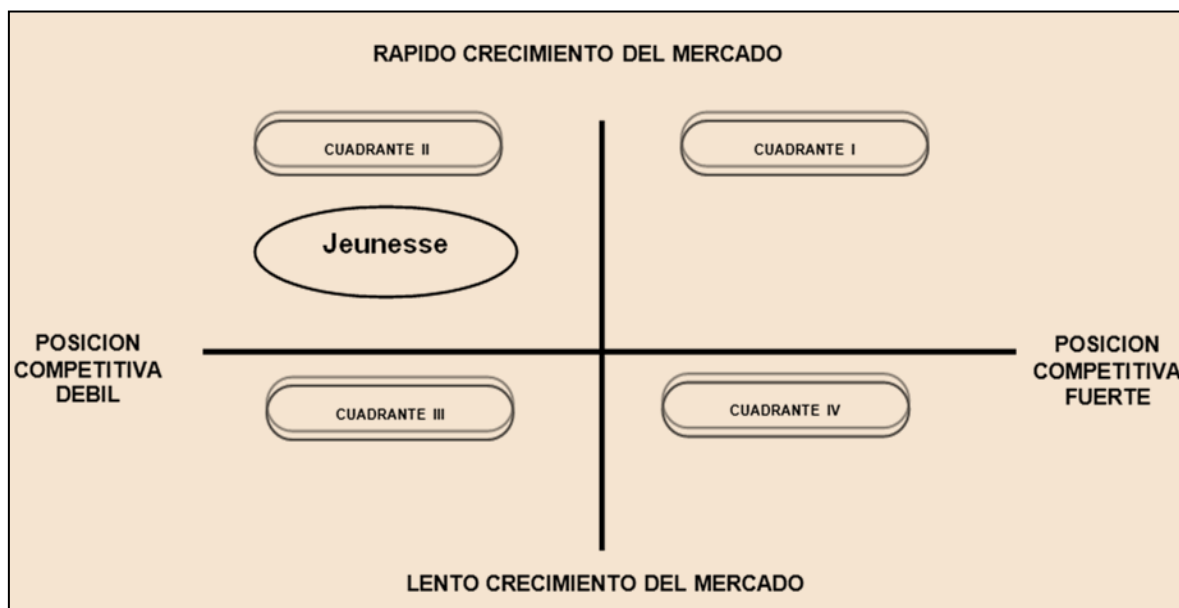 RAPIDO CRECIMIENTO DEL MERCADO
CUADRANTE II
CUADRANTE I
Jeunesse
POSICION
COMPETITIVA
DEBIL
POSICION
COMPETITIVA
FUERTE
CUADRANTE III
CUADRANTE IV
LENTO CRECIMIENTO DEL MERCADO